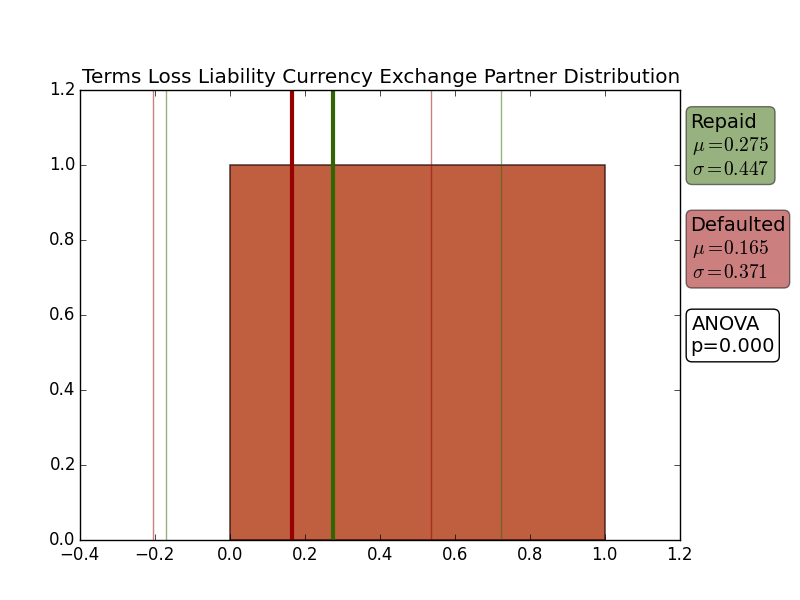 Terms Loss Liability Currency Exchange Partner Distribution
1.2
1.0
0.8
0.6
0.4
0.2
0.0
−0.4 −0.2 0.0 0.2 0.4 0.6 0.8 1.0 1.2
Repaid
μ=0.275
σ=0.447
Defaulted
μ=0.165
σ=0.371
ANOVA
p=0.000